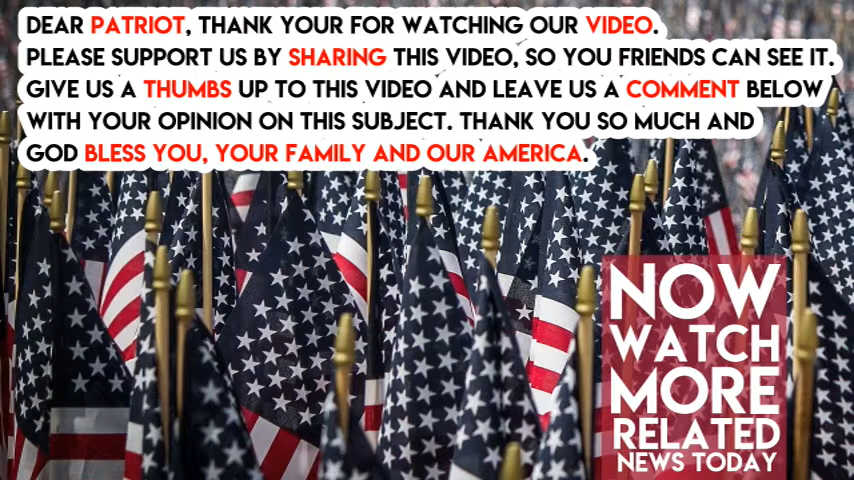 DEAR PATRIOT, THANK YOUR FOR WATCHING OUR VIDEO.
PLEASE SUPPORT US BY SHARING THIS VIDEO, SO YOU FRIENDS CAN SEE IT.
GIVE US A THUMBS UP TO THIS VIDEO AND LEAVE US A COMMENT BELOW
WITH YOUR OPINION ON THIS SUBJECT. THANK YOU SO MUCH AND
GOD BLESS YOU, YOUR FAMILY AND OUR AMERICA.
NOW
WATCH
MORE
RELATED
NEWS TODAY